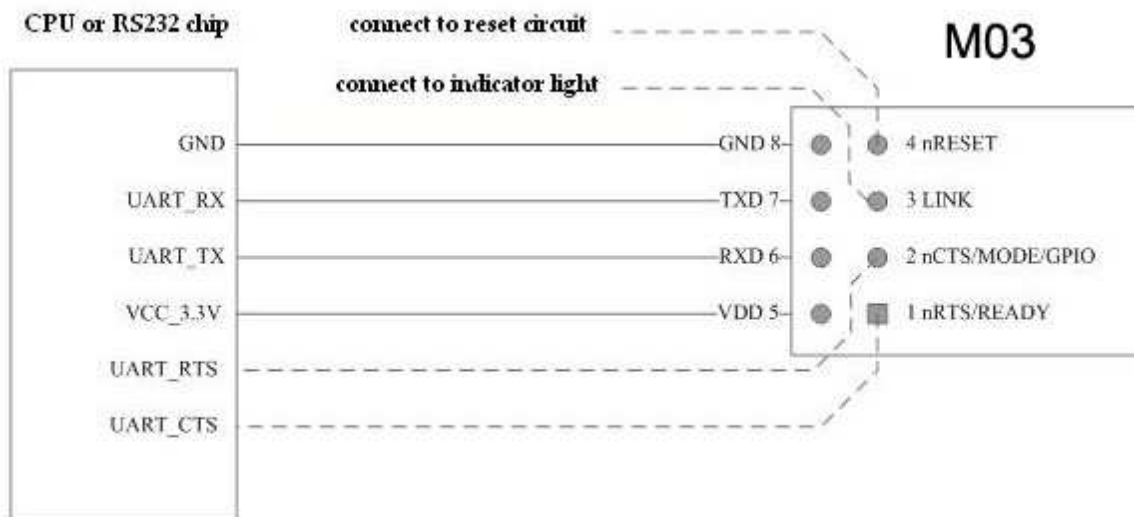 CPU or RS232 chip
connect to reset circuit
M03
connect to indicator light
GND
GND 8
4 nRESET
UART_RX
TXD 7
3 LINK
UART_TX
RXD 6
2 nCTS/MODE/GPIO
VCC_3.3V
VDD 5
1 nRTS/READY
UART_RTS
UART_CTS